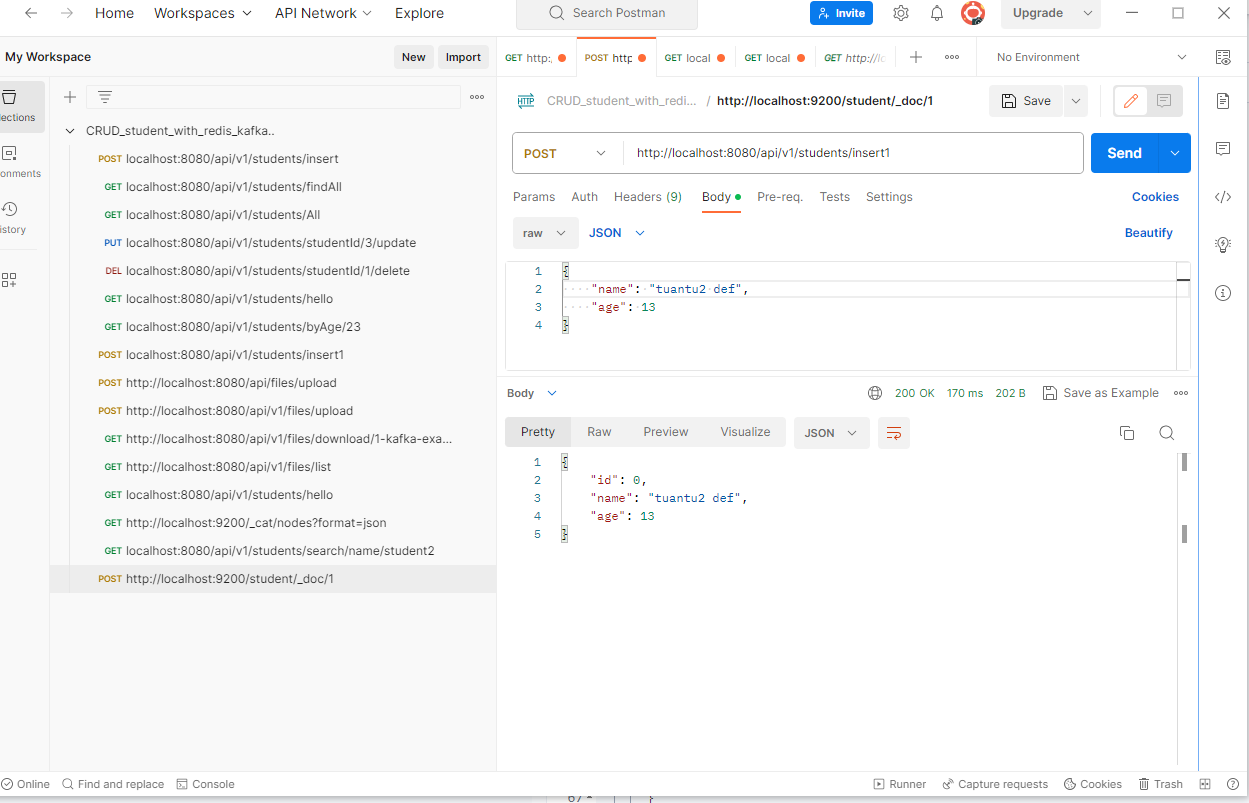 Home Workspaces API Network Explore Search Postman Invite Upgrade
My Workspace New Import GET http:, POST http GET local GET local GET http://lo No Environment
lections
onments
istory
CRUD_student_with_redis_kafka..
POST localhost:8080/api/v1/students/insert
GET localhost:8080/api/v1/students/findAll
GET localhost:8080/api/v1/students/All
PUT localhost:8080/api/v1/students/studentId/3/update
DEL localhost:8080/api/v1/students/studentId/1/delete
GET localhost:8080/api/v1/students/hello
GET localhost:8080/api/v1/students/byAge/23
POST localhost:8080/api/v1/students/insert1
POST http://localhost:8080/api/files/upload
POST http://localhost:8080/api/v1/files/upload
GET http://localhost:8080/api/v1/files/download/1-kafka-exa...
GET http://localhost:8080/api/v1/files/list
GET localhost:8080/api/v1/students/hello
GET http://localhost:9200/_cat/nodes?format=json
GET localhost:8080/api/v1/students/search/name/student2
POST http://localhost:9200/student/_doc/1
HTTP CRUD_student_with_redi... / http://localhost:9200/student/_doc/1 Save
POST http://localhost:8080/api/v1/students/insert1 Send
Params Auth Headers (9) Body Pre-req. Tests Settings Cookies
raw JSON Beautify
1 {
2 "name": "tuantu2 def",
3 "age": 13
4 }
Body 200 OK 170 ms 202 B Save as Example
Pretty Raw Preview Visualize JSON
1 {
2 "id": 0,
3 "name": "tuantu2 def",
4 "age": 13
5 }
Online Find and replace Console Runner Capture requests Cookies Trash